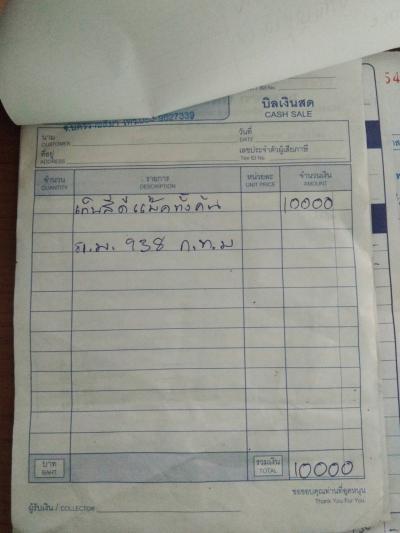 บิลเงินสด
CASH SALE
นาม
CUSTOMER
วันที่
DATE
ที่อยู่
ADDRESS
เลขประจำตัวผู้เสียภาษี
Tax ID No.
จำนวน
QUANTITY
รายการ
DESCRIPTION
หน่วยละ
UNIT PRICE
จำนวนเงิน
AMOUNT
เก็บสีดีแม้คทั้งคัน 10000
ถ.ม. 938 ก.ท.ม
บาท
BAHT
รวมเงิน
TOTAL
10000
ผู้รับเงิน / COLLECTOR
ขอขอบคุณท่านที่อุดหนุน
Thank You For You
54